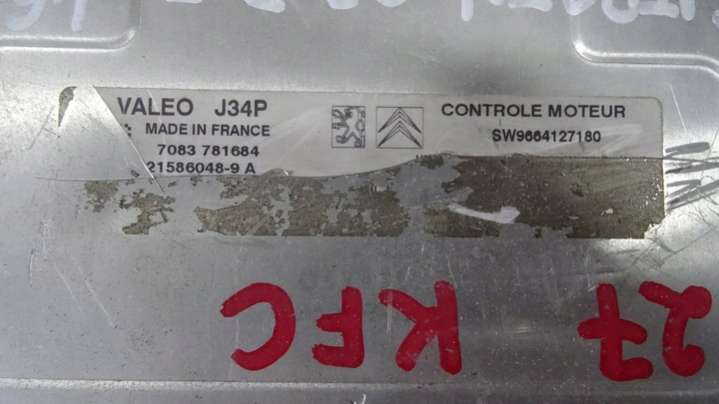 VALEO J34P
MADE IN FRANCE
7083 781684
21586048-9 A
CONTROLE MOTEUR
SW9664127180
27 KFC